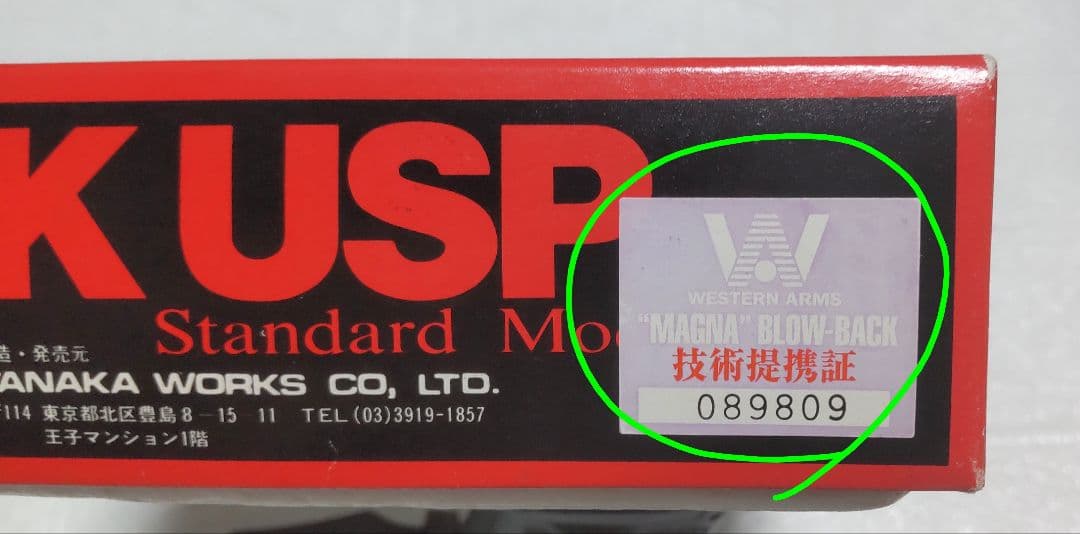 K USP
Standard Mo
造・発売元
TANAKA WORKS CO, LTD.
〒114 東京都北区豊島8-15 11 TEL(03)3919-1857
王子マンション1階
WESTERN ARMS
"MAGNA" BLOW-BACK
技術提携証
089809